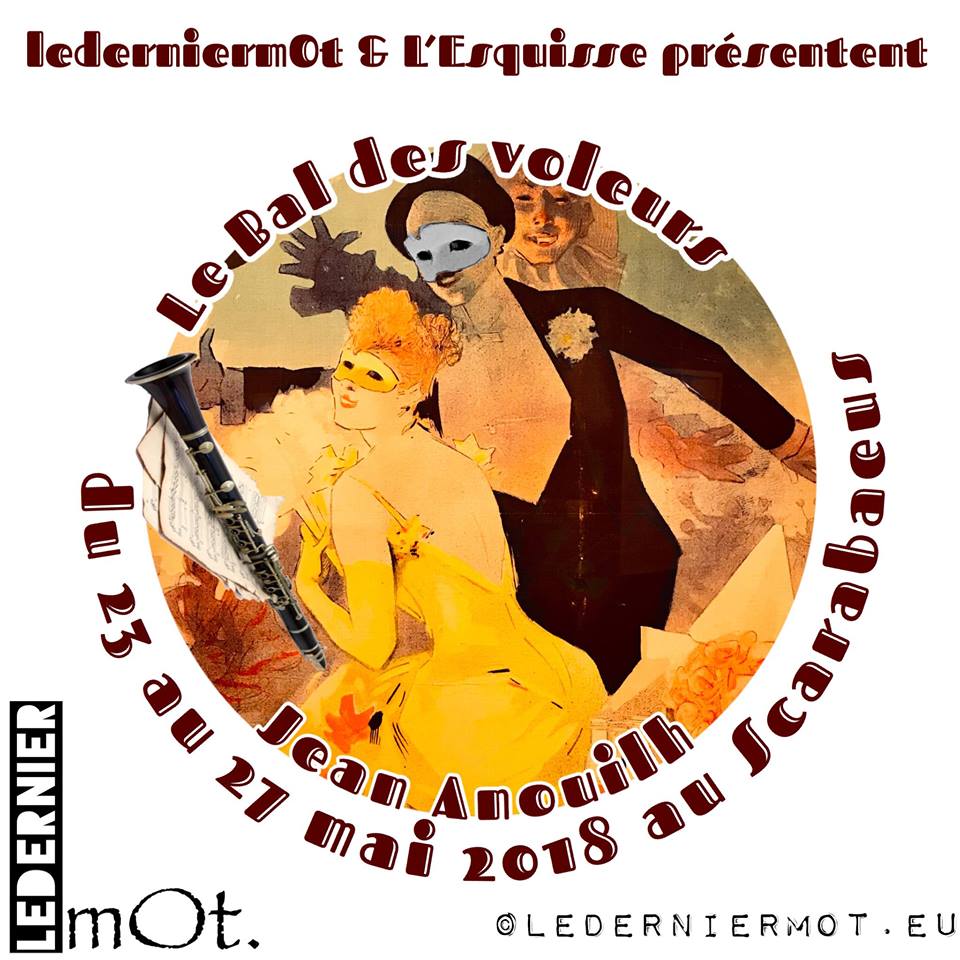 ledernierm0t & L'Esquisse présentent
Le Bal des voleurs
Jean Anouilh
Du 23 au 27 mai 2018 au Scarabaeus
LEDERNIER
mOt.
©LEDERNIERMOT.EU